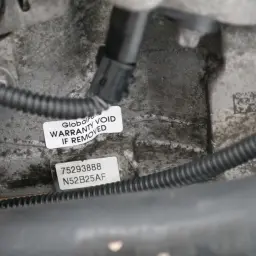 WARRANTY VOID
IF REMOVED
75293888
N52B25AF